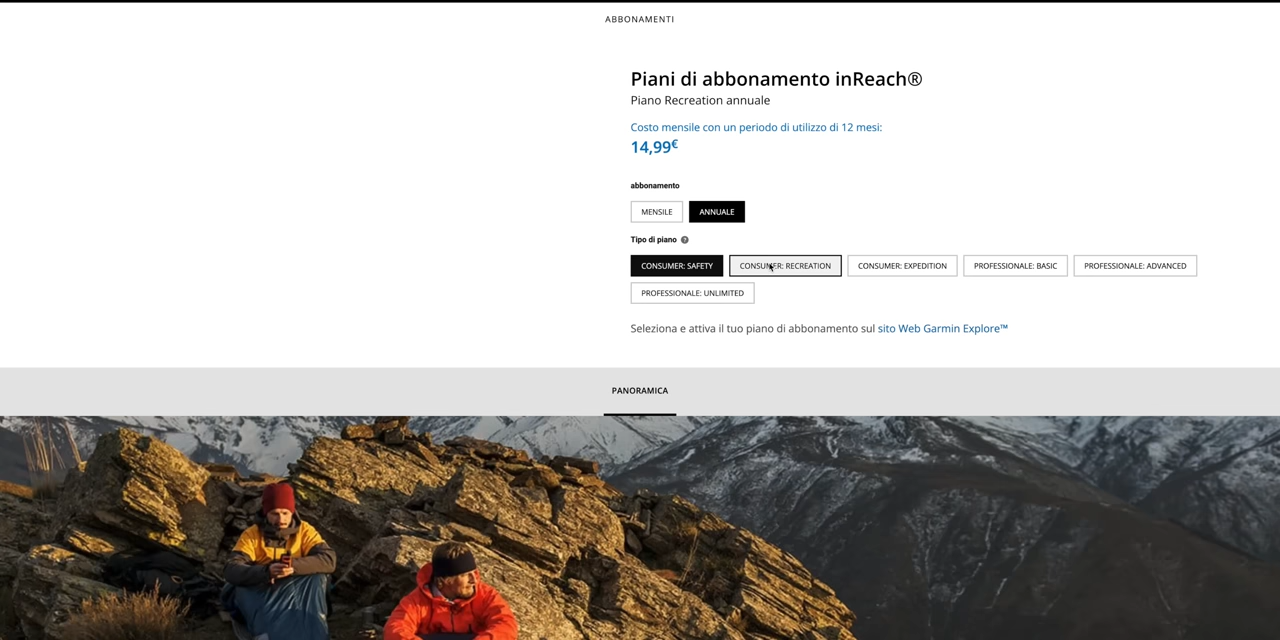 ABBONAMENTI
Piani di abbonamento inReach®
Piano Recreation annuale
Costo mensile con un periodo di utilizzo di 12 mesi:
14,99€
abbonamento
MENSILE ANNUALE
Tipo di piano ?
CONSUMER: SAFETY CONSUMER: RECREATION CONSUMER: EXPEDITION PROFESSIONALE: BASIC PROFESSIONALE: ADVANCED
PROFESSIONALE: UNLIMITED
Seleziona e attiva il tuo piano di abbonamento sul sito Web Garmin Explore™
PANORAMICA